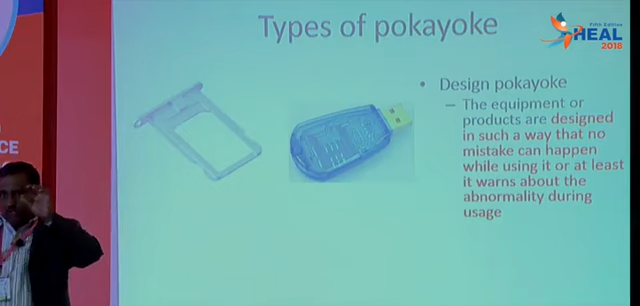 Types of pokayoke
Fifth Edition
HEAL
2018
• Design pokayoke
– The equipment or
products are designed
in such a way that no
mistake can happen
while using it or at least
it warns about the
abnormality during
usage
CE